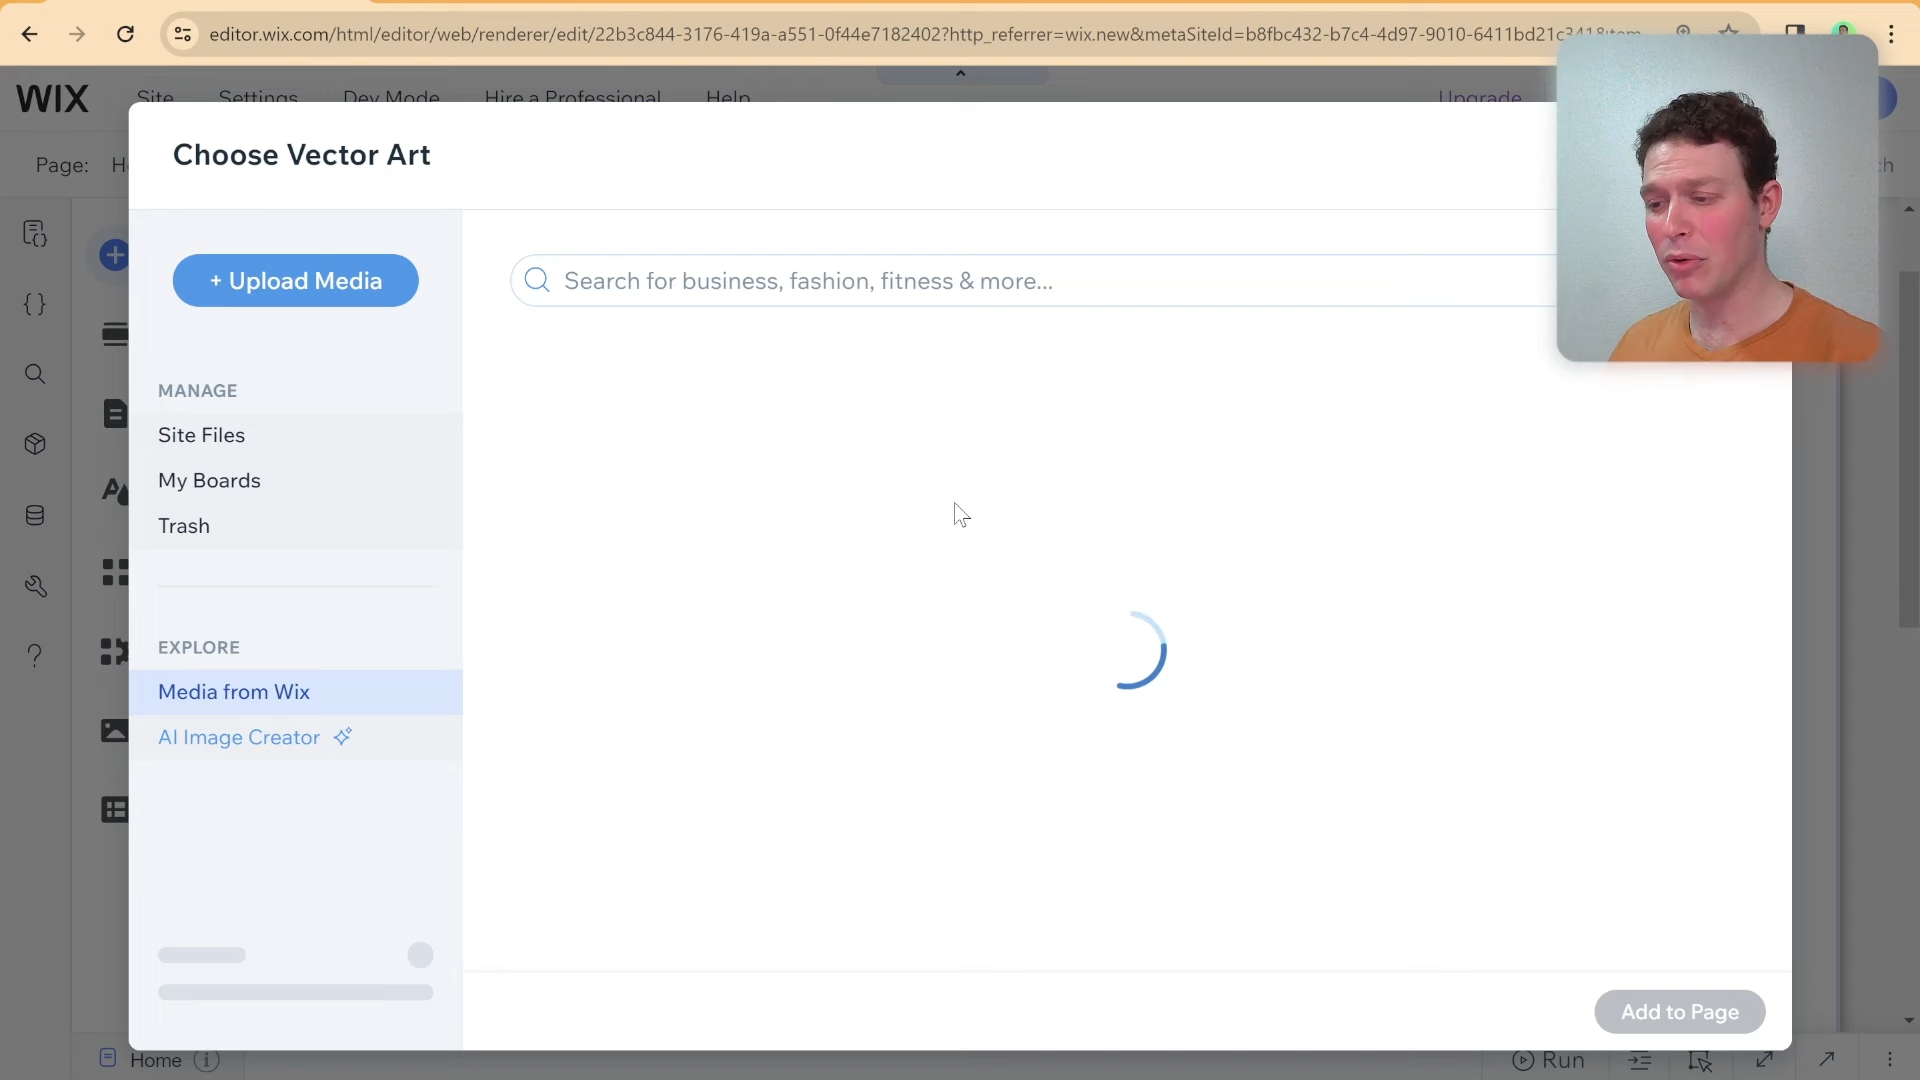 editor.wix.com/html/editor/web/renderer/edit/22b3c844-3176-419a-a551-0f44e7182402?http_referrer=wix.new&metaSiteId=b8fbc432-b7c4-4d97-9010-6411bd21c341&item
WIX
Site
Settings
Dev Mode
Hire a Professional
Help
Upgrade
Page:
Choose Vector Art
+ Upload Media
Search for business, fashion, fitness & more...
MANAGE
Site Files
My Boards
Trash
EXPLORE
Media from Wix
AI Image Creator
Add to Page
Home
Run